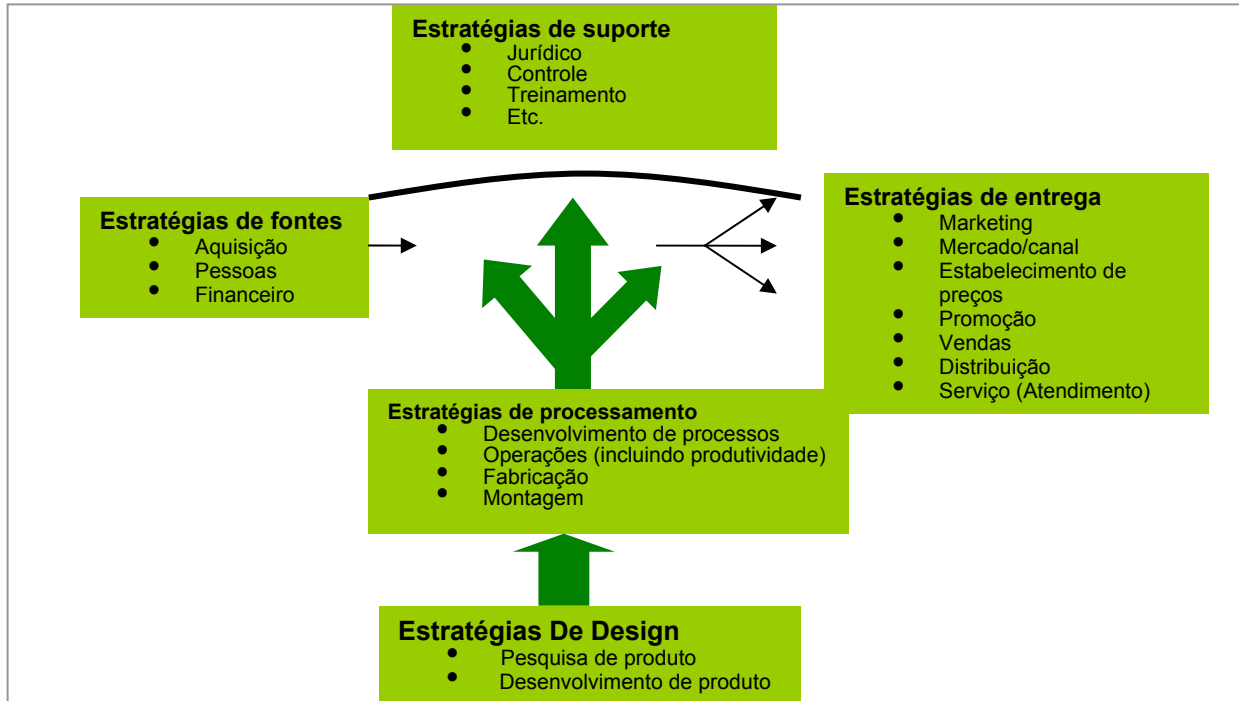 Estratégias de suporte
• Jurídico
• Controle
• Treinamento
• Etc.
Estratégias de fontes
• Aquisição
• Pessoas
• Financeiro
Estratégias de entrega
• Marketing
• Mercado/canal
• Estabelecimento de
preços
• Promoção
• Vendas
• Distribuição
• Serviço (Atendimento)
Estratégias de processamento
• Desenvolvimento de processos
• Operações (incluindo produtividade)
• Fabricação
• Montagem
Estratégias De Design
• Pesquisa de produto
• Desenvolvimento de produto